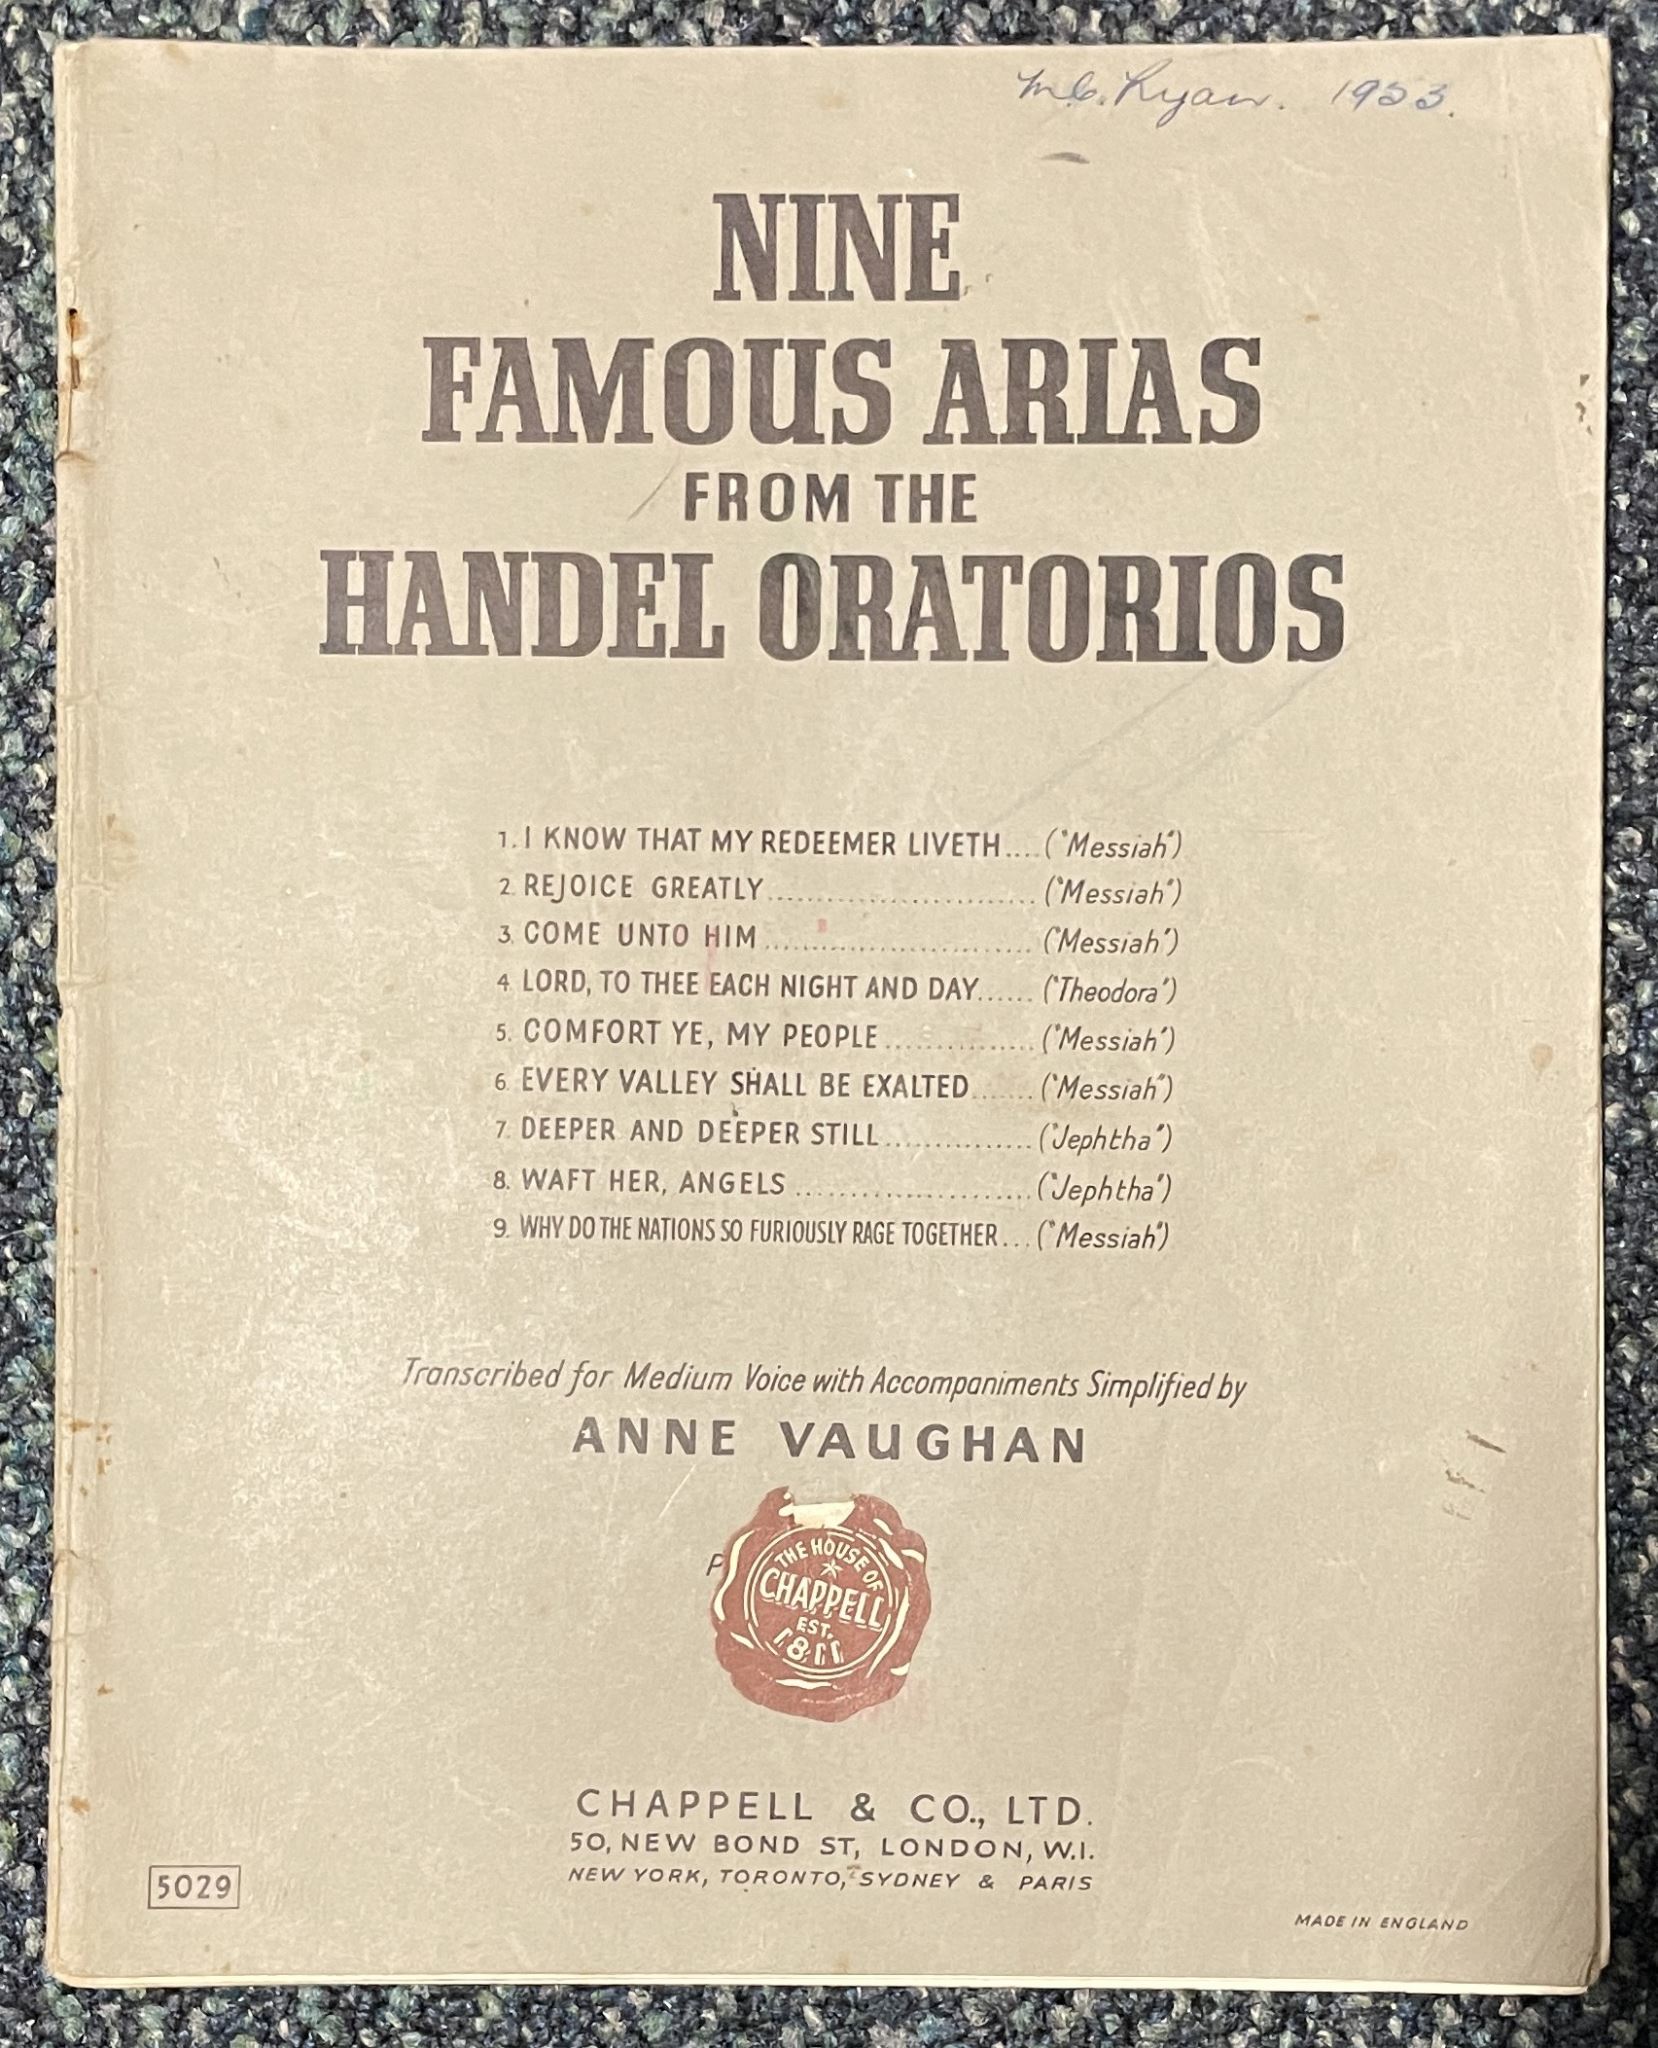 M.C. Ryan. 1953.
NINE
FAMOUS ARIAS
FROM THE
HANDEL ORATORIOS
1. I KNOW THAT MY REDEEMER LIVETH.... ("Messiah")
2. REJOICE GREATLY.......................... ("Messiah")
3. COME UNTO HIM.......................... ("Messiah")
4 LORD, TO THEE EACH NIGHT AND DAY...... ("Theodora")
5. COMFORT YE, MY PEOPLE............... ("Messiah")
6. EVERY VALLEY SHALL BE EXALTED....... ("Messiah")
7. DEEPER AND DEEPER STILL............... ("Jephtha")
8. WAFT HER, ANGELS....................... ("Jephtha")
9. WHY DO THE NATIONS SO FURIOUSLY RAGE TOGETHER... ("Messiah")
Transcribed for Medium Voice with Accompaniments Simplified by
ANNE VAUGHAN
P
THE HOUSE OF
CHAPPELL
EST.
1811
CHAPPELL & CO., LTD.
50, NEW BOND ST, LONDON, W.1.
NEW YORK, TORONTO, SYDNEY & PARIS
5029
MADE IN ENGLAND